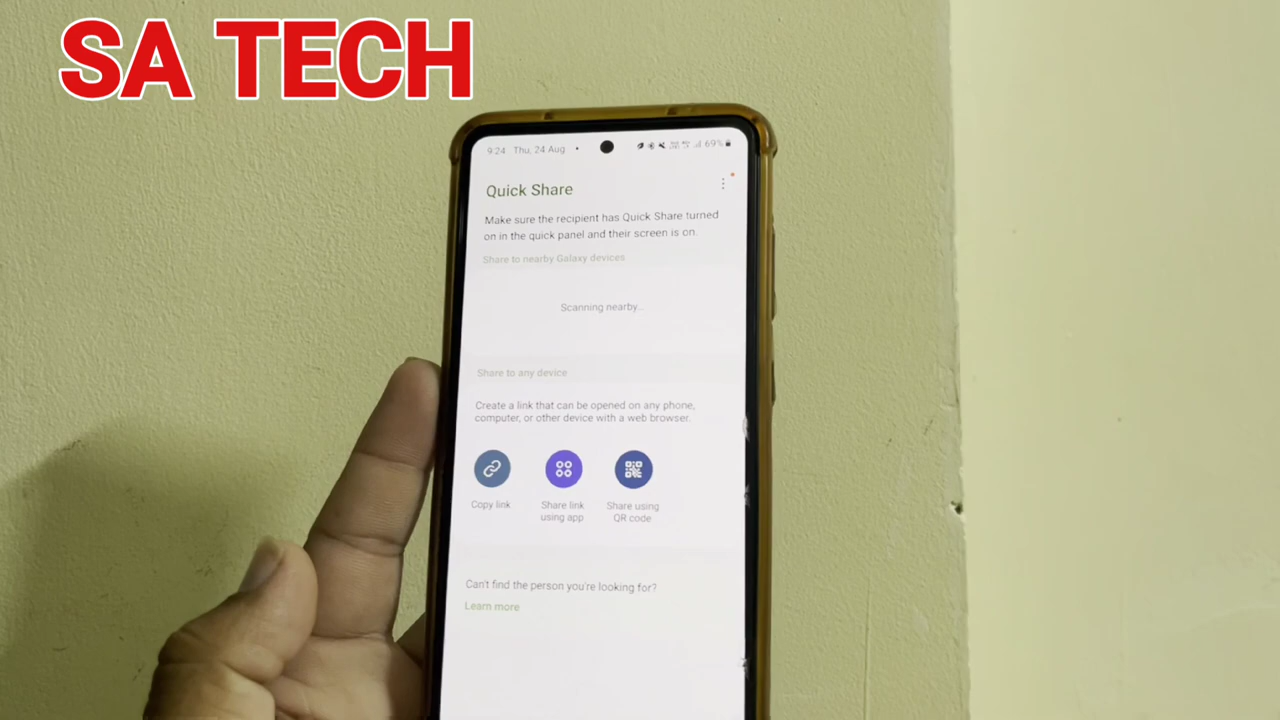 SA TECH
9:24 Thu, 24 Aug
69%
Quick Share
Make sure the recipient has Quick Share turned
on in the quick panel and their screen is on.
Share to nearby Galaxy devices
Scanning nearby...
Share to any device
Create a link that can be opened on any phone,
computer, or other device with a web browser.
Copy link
Share link
using app
Share using
QR code
Can't find the person you're looking for?
Learn more